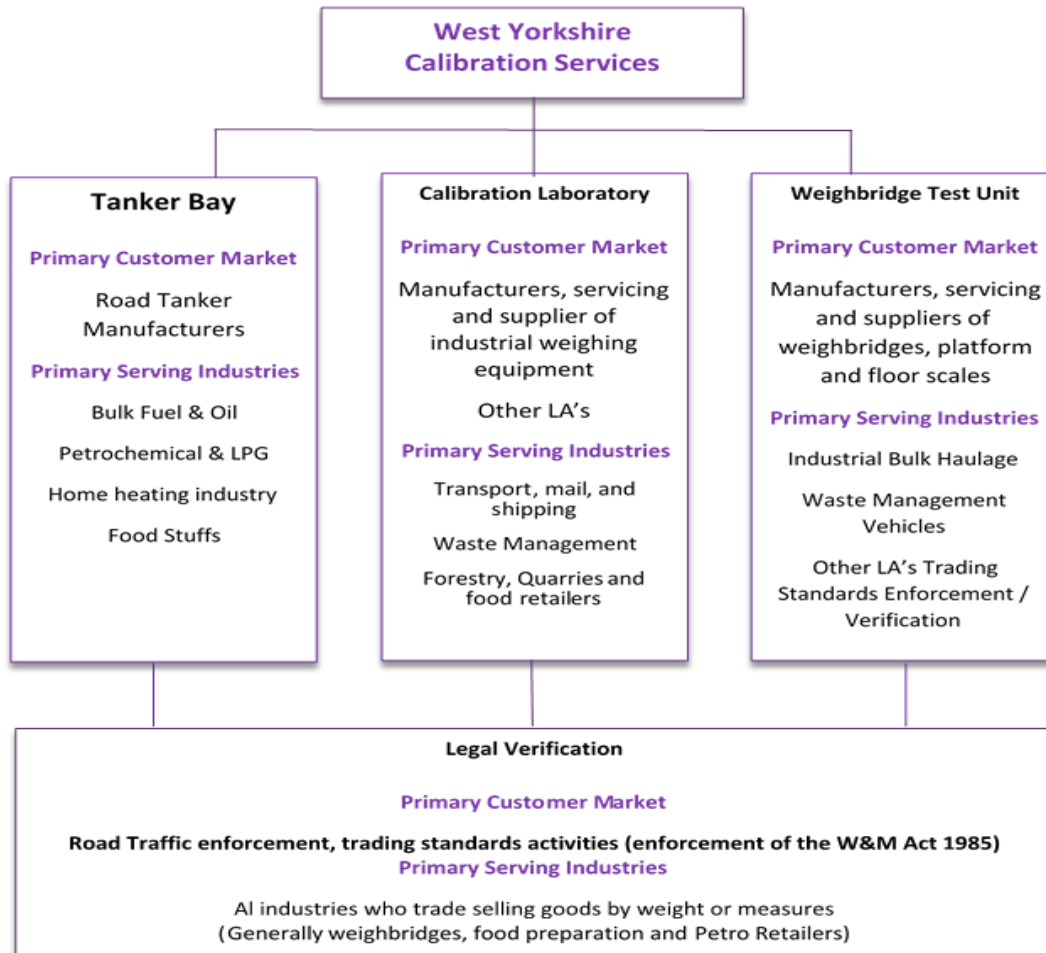 West Yorkshire
Calibration Services
Tanker Bay
Primary Customer Market
Road Tanker
Manufacturers
Primary Serving Industries
Bulk Fuel & Oil
Petrochemical & LPG
Home heating industry
Food Stuffs
Calibration Laboratory
Primary Customer Market
Manufacturers, servicing
and supplier of
industrial weighing
equipment
Other LA's
Primary Serving Industries
Transport, mail, and
shipping
Waste Management
Forestry, Quarries and
food retailers
Weighbridge Test Unit
Primary Customer Market
Manufacturers, servicing
and suppliers of
weighbridges, platform
and floor scales
Primary Serving Industries
Industrial Bulk Haulage
Waste Management
Vehicles
Other LA's Trading
Standards Enforcement /
Verification
Legal Verification
Primary Customer Market
Road Traffic enforcement, trading standards activities (enforcement of the W&M Act 1985)
Primary Serving Industries
Al industries who trade selling goods by weight or measures
(Generally weighbridges, food preparation and Petro Retailers)